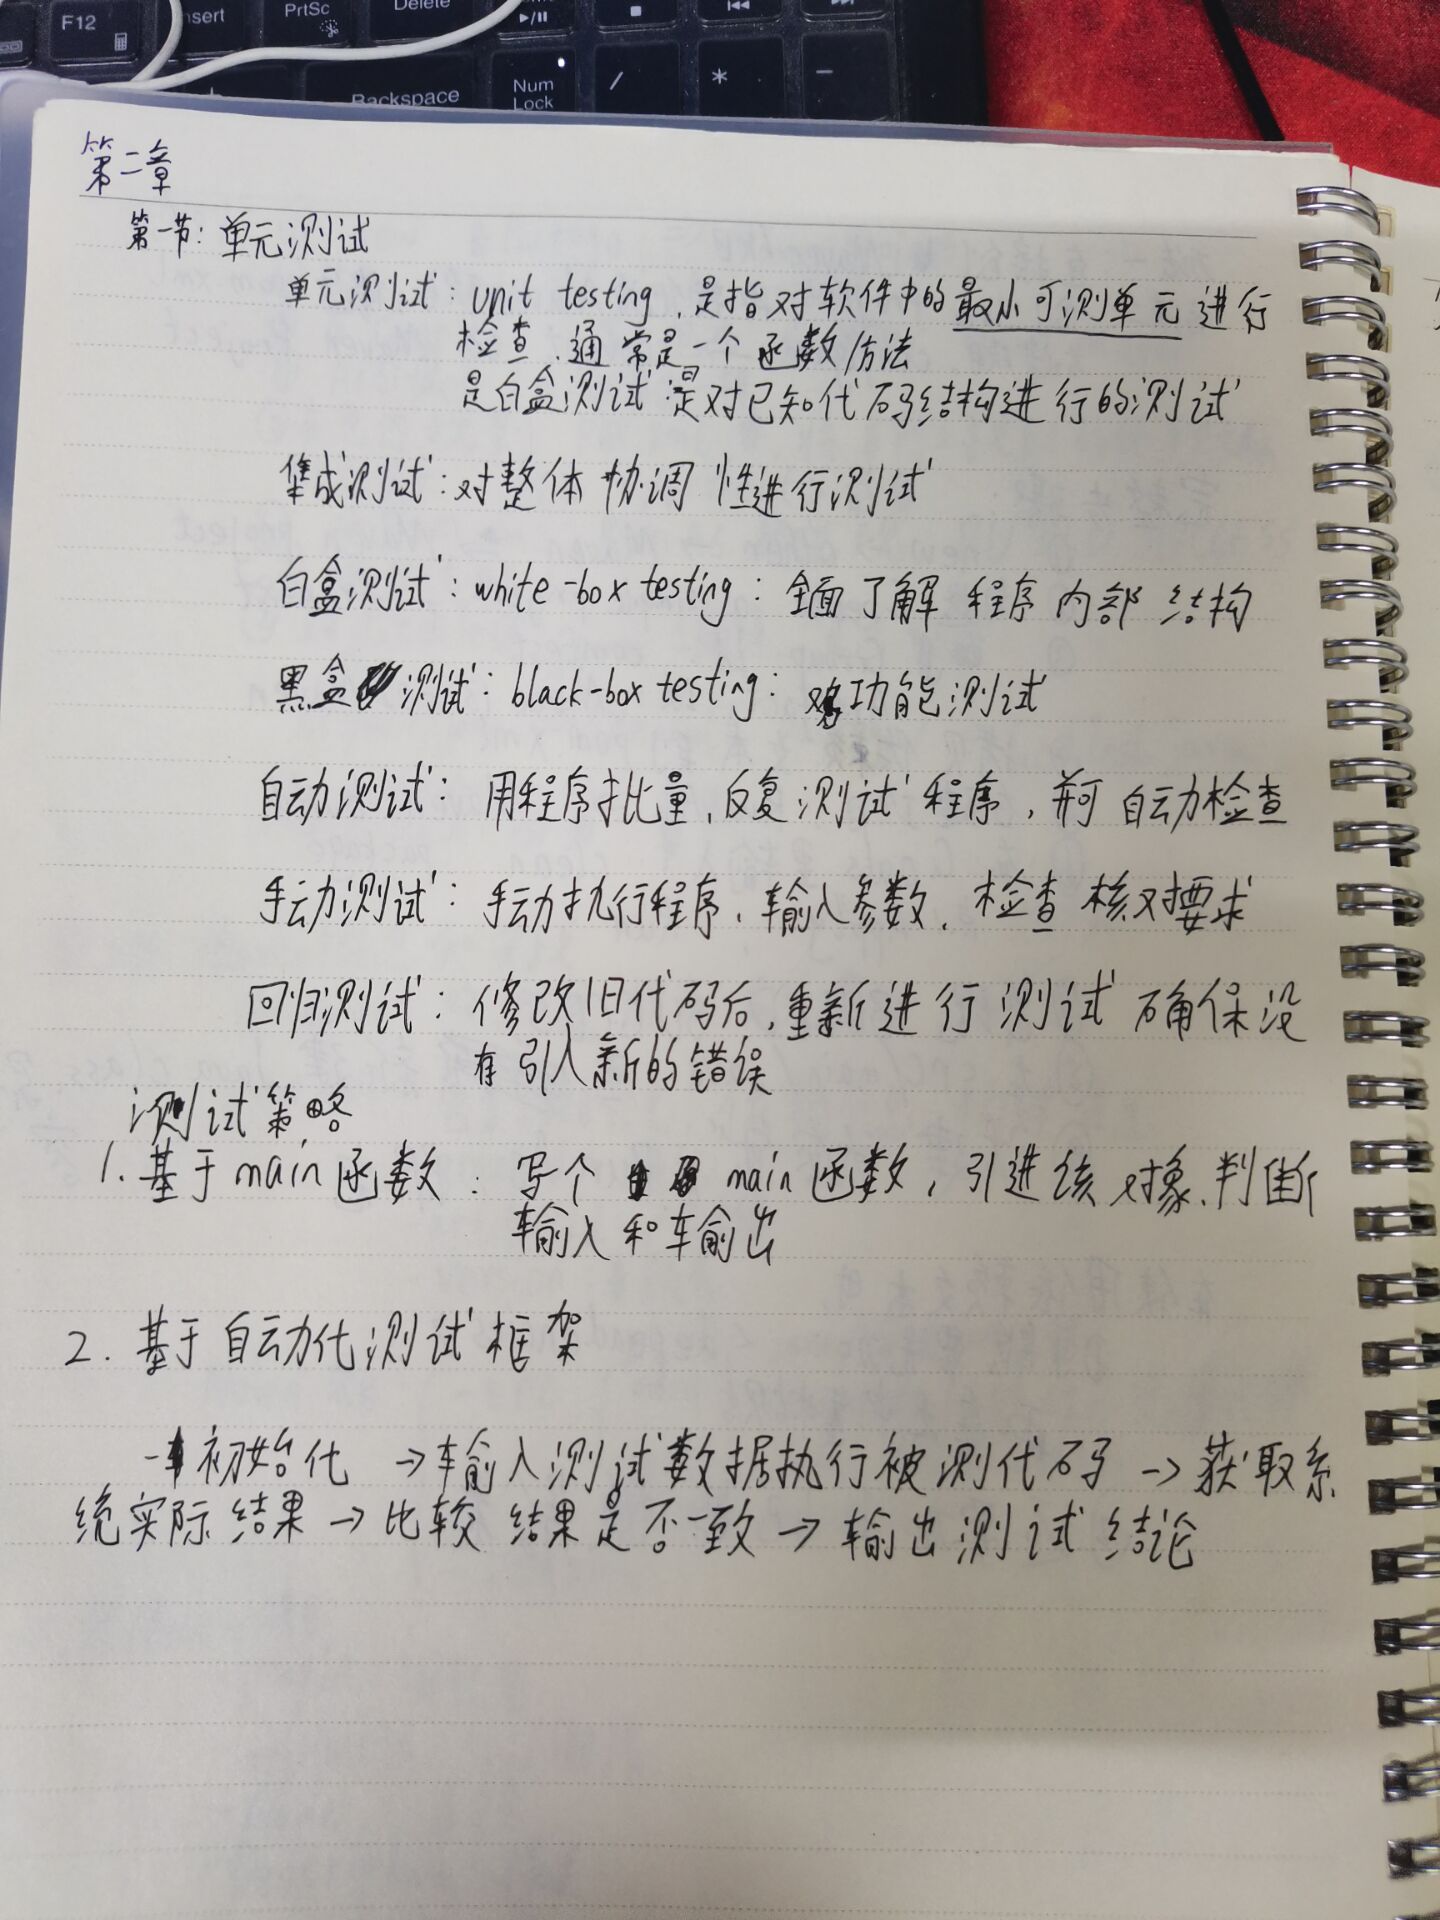 F12
Insert
PrtSc
Delete
Backspace
Num
Lock
/
*
-
第二章
第一节: 单元测试
单元测试: unit testing, 是指对软件中的最小可测单元进行
检查,通常是一个函数/方法
是白盒测试 是对已知代码结构进行的测试
集成测试: 对整体协调性进行测试
白盒测试: white-box testing: 全面了解程序内部结构
黑盒测试: black-box testing: 功能测试
自动测试: 用程序批量,反复测试程序,并可自动检查
手动测试: 手动执行程序,输入参数,检查核对要求
回归测试: 修改旧代码后,重新进行测试确保没
有引入新的错误
测试策略
1. 基于main函数: 写个 main函数,引进该对象,判断
输入和输出
2. 基于自动化测试框架
初始化 →输入测试数据执行被测代码 →获取系
统实际结果→比较结果是否一致→输出测试结论